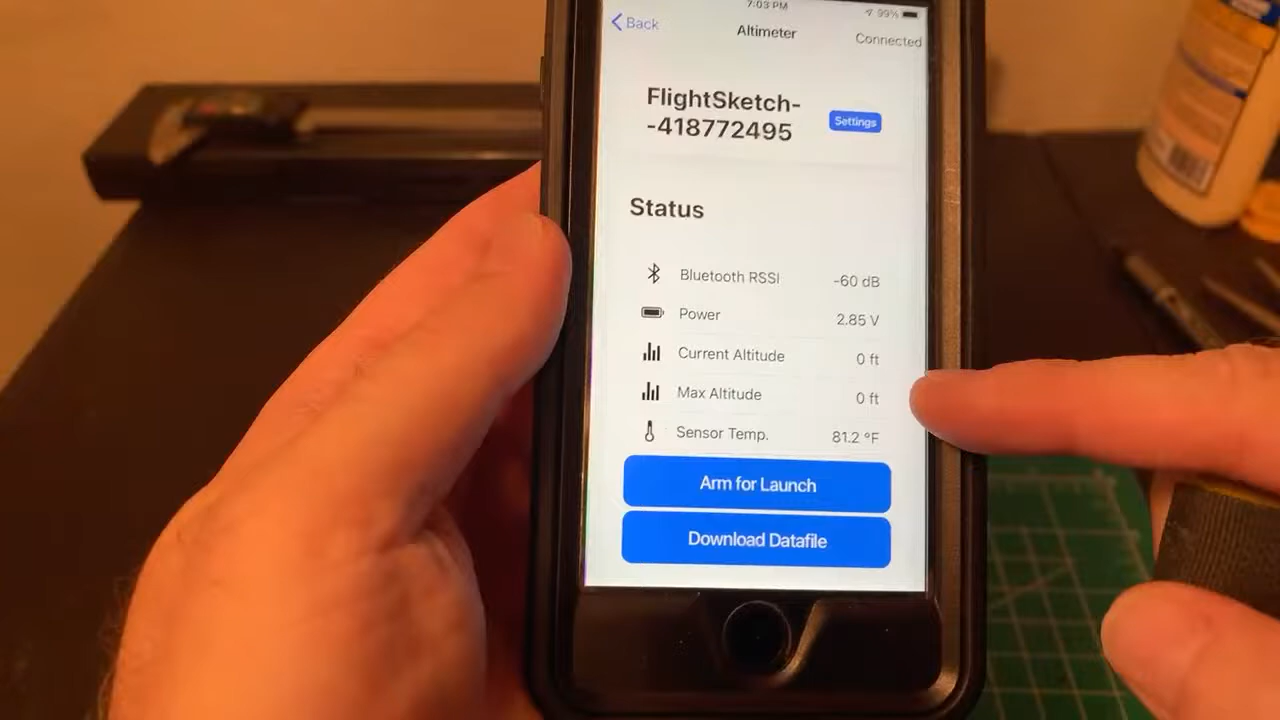 7:03 PM
99%
Back
Altimeter
Connected
FlightSketch-
-418772495
Settings
Status
Bluetooth RSSI -60 dB
Power 2.85 V
Current Altitude 0 ft
Max Altitude 0 ft
Sensor Temp. 81.2 °F
Arm for Launch
Download Datafile